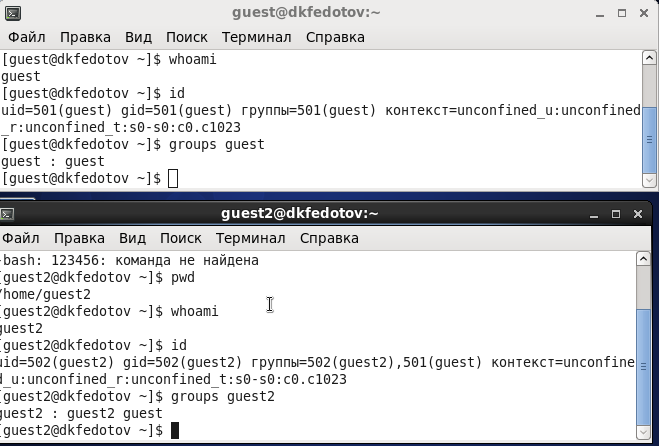 guest@dkfedotov:~
Файл Правка Вид Поиск Терминал Справка
[guest@dkfedotov ~]$ whoami
guest
[guest@dkfedotov ~]$ id
uid=501(guest) gid=501(guest) группы=501(guest) контекст=unconfined_u:unconfined
_r:unconfined_t:s0-s0:c0.c1023
[guest@dkfedotov ~]$ groups guest
guest : guest
[guest@dkfedotov ~]$
guest2@dkfedotov:~
Файл Правка Вид Поиск Терминал Справка
-bash: 123456: команда не найдена
[guest2@dkfedotov ~]$ pwd
/home/guest2
[guest2@dkfedotov ~]$ whoami
guest2
[guest2@dkfedotov ~]$ id
uid=502(guest2) gid=502(guest2) группы=502(guest2),501(guest) контекст=unconfine
d_u:unconfined_r:unconfined_t:s0-s0:c0.c1023
[guest2@dkfedotov ~]$ groups guest2
guest2 : guest2 guest
[guest2@dkfedotov ~]$